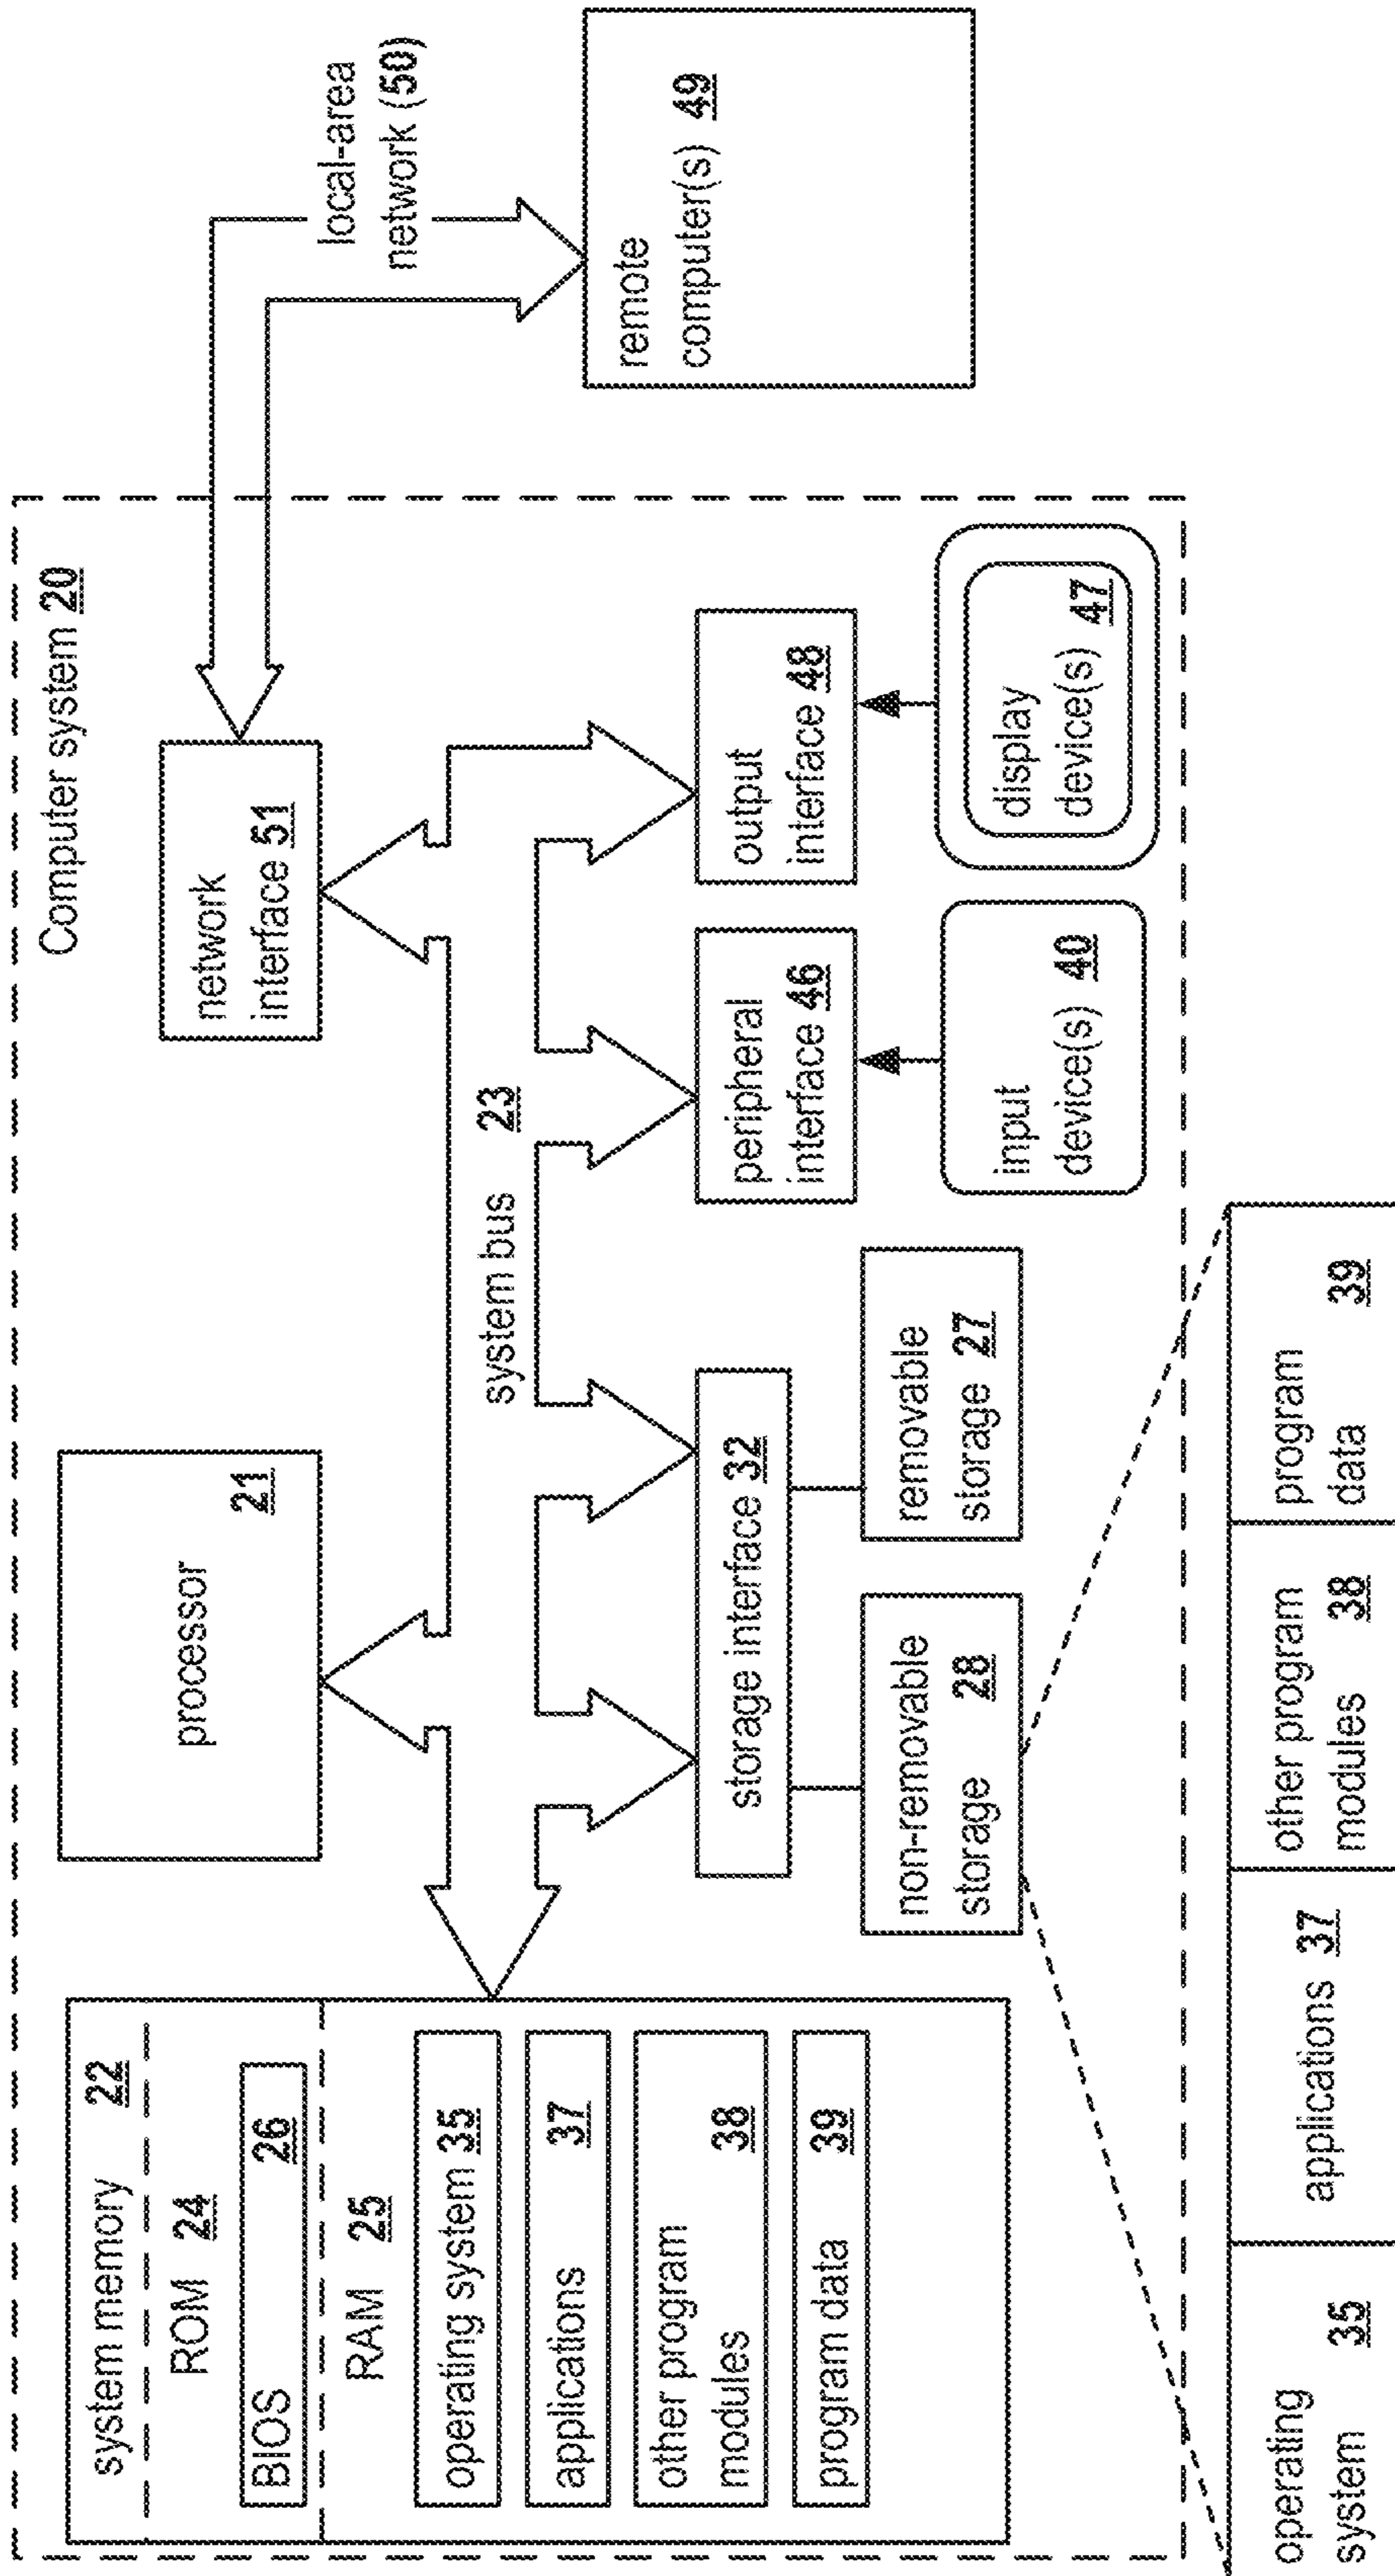 Computer system 20
system memory 22
ROM 24
BIOS 26
RAM 25
operating system 35
applications 37
other program
modules 38
program data 39
processor
21
network
interface 51
local-area
network (50)
system bus 23
storage interface 32
non-removable
storage 28
removable
storage 27
peripheral
interface 46
output
interface 48
input
device(s) 40
display
device(s) 47
remote
computer(s) 49
operating
system 35
applications 37
other program
modules 38
program
data 39